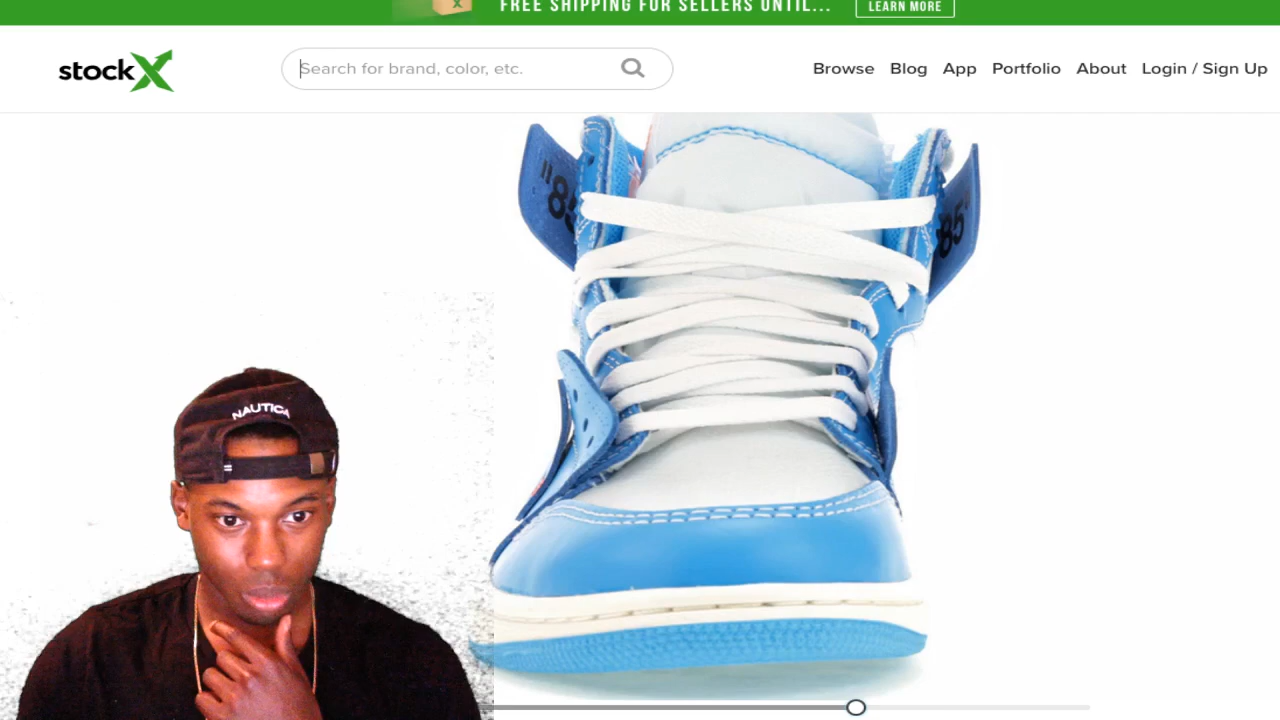 FREE SHIPPING FOR SELLERS UNTIL...
LEARN MORE
stockX
Search for brand, color, etc.
Browse
Blog
App
Portfolio
About
Login / Sign Up
"85
85"
NAUTICA